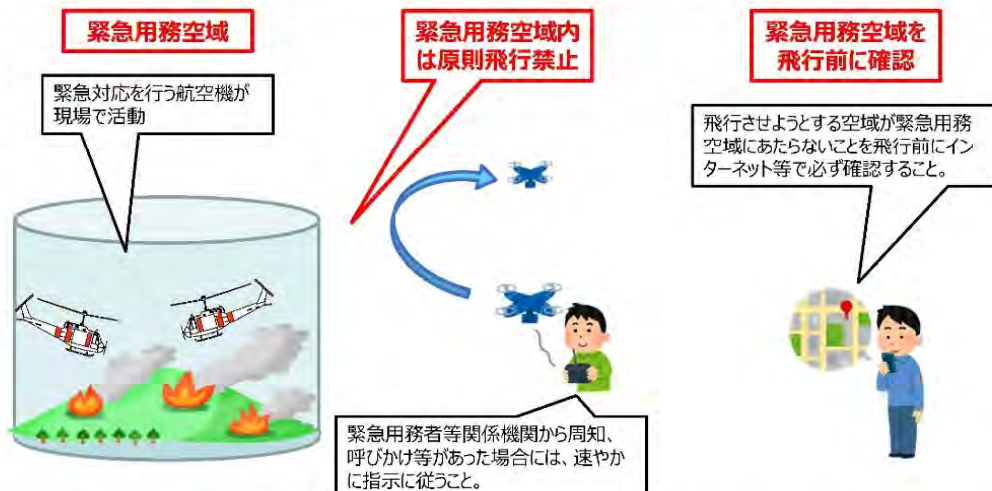 緊急用務空域
緊急対応を行う航空機が
現場で活動
緊急用務空域内
は原則飛行禁止
緊急用務者等関係機関から周知、
呼びかけ等があった場合には、速やか
に指示に従うこと。
緊急用務空域を
飛行前に確認
飛行させようとする空域が緊急用務
空域にあたらないことを飛行前にイン
ターネット等で必ず確認すること。